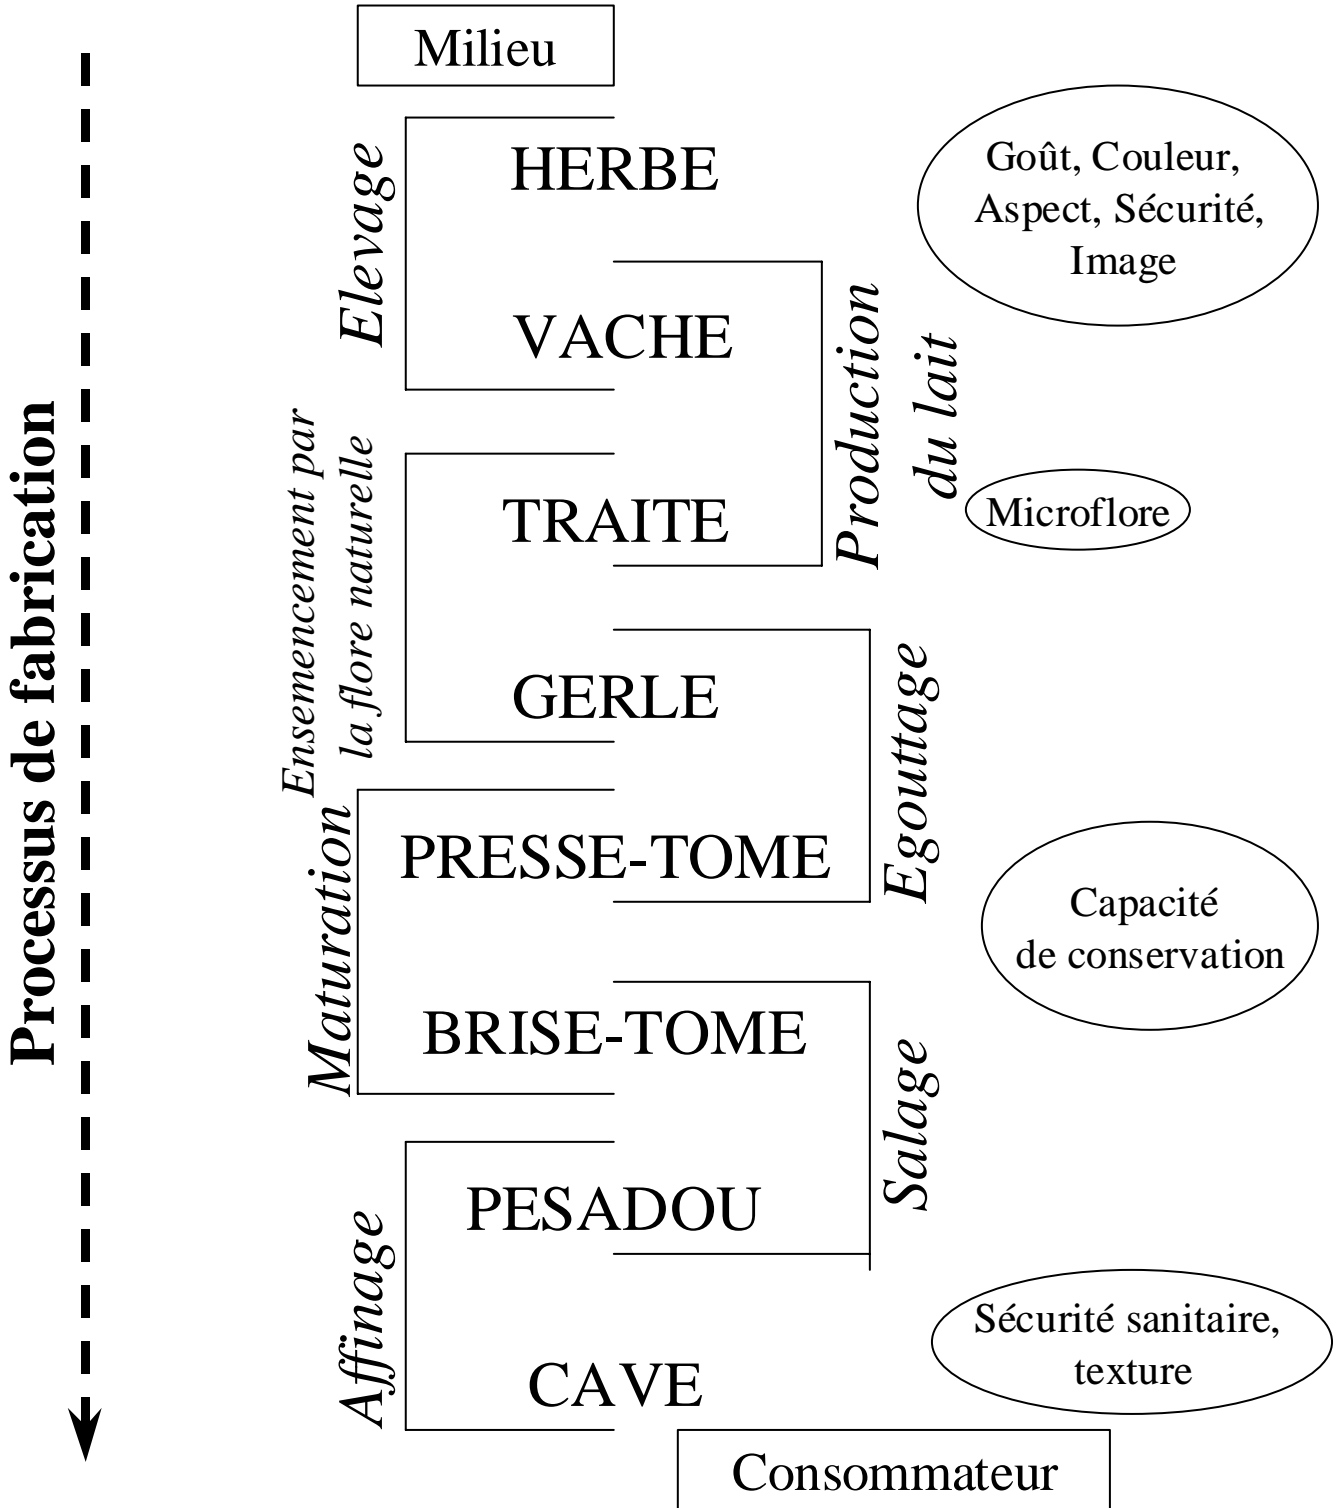 Milieu
Processus de fabrication
Elevage
HERBE
Goût, Couleur,
Aspect, Sécurité,
Image
VACHE
Production
du lait
Ensemencement par
la flore naturelle
TRAITE
Microflore
GERLE
Egouttage
Maturation
PRESSE-TOME
Capacité
de conservation
BRISE-TOME
Salage
Affinage
PESADOU
Sécurité sanitaire,
texture
CAVE
Consommateur